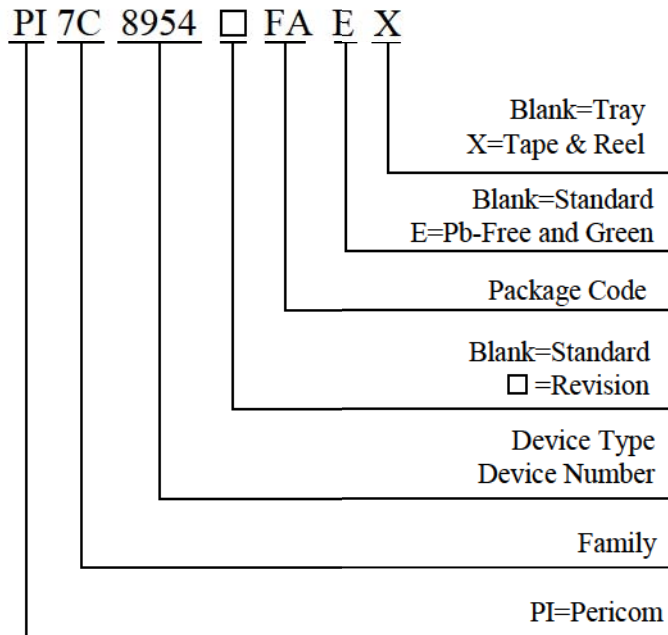 PI 7C 8954 □ FA E X
Blank=Tray
X=Tape & Reel
Blank=Standard
E=Pb-Free and Green
Package Code
Blank=Standard
□ =Revision
Device Type
Device Number
Family
PI=Pericom